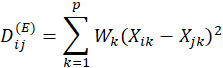 D_{ij}^{(E)} = \sum_{k=1}^{p} W_k (X_{ik} - X_{jk})^2